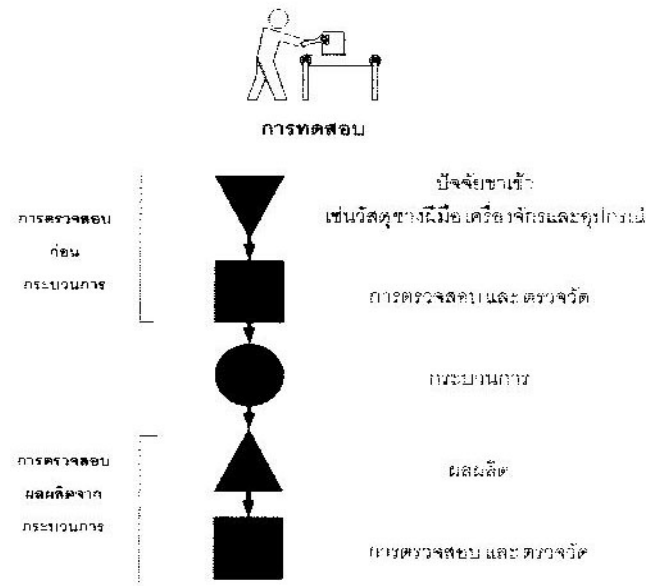 การทดสอบ
ปัจจัยขาเข้า
เช่นวัสดุช่างฝีมือ เครื่องจักรและอุปกรณ์
การตรวจสอบ
ก่อน
กระบวนการ
การตรวจสอบ และ ตรวจวัด
กระบวนการ
การตรวจสอบ
ผลผลิตจาก
กระบวนการ
ผลผลิต
การตรวจสอบ และ ตรวจวัด